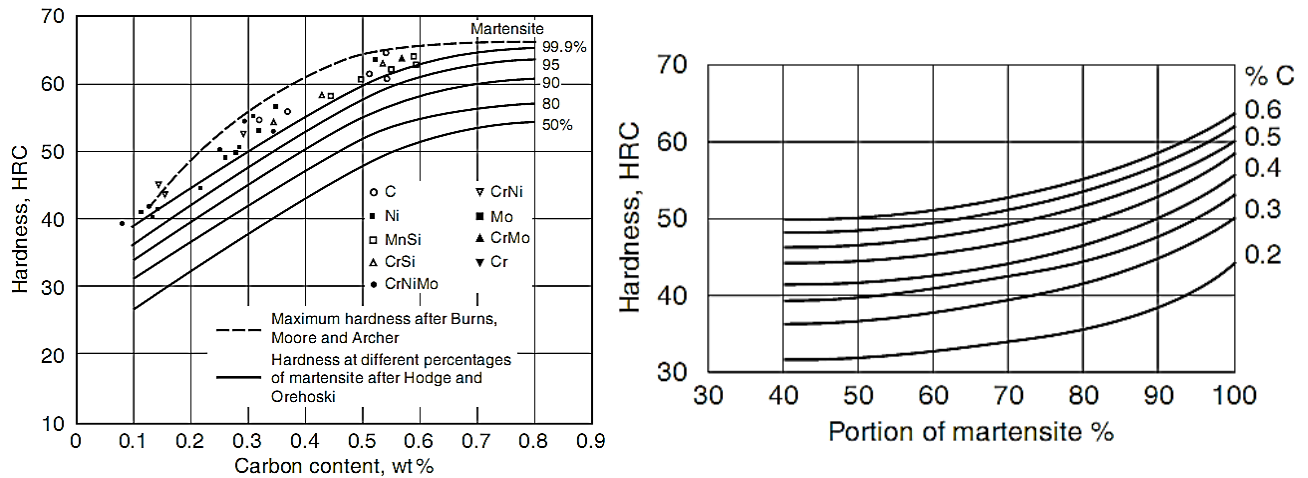 70
60
50
40
30
20
10
0
0.1
0.2
0.3
0.4
0.5
0.6
0.7
0.8
0.9
Hardness, HRC
Carbon content, wt%
Martensite
99.9%
95
90
80
50%
C
Ni
MnSi
CrSi
CrNiMo
CrNi
Mo
CrMo
Cr
Maximum hardness after Burns,
Moore and Archer
Hardness at different percentages
of martensite after Hodge and
Orehoski
70
60
50
40
30
30
40
50
60
70
80
90
100
Hardness, HRC
Portion of martensite %
% C
0.6
0.5
0.4
0.3
0.2